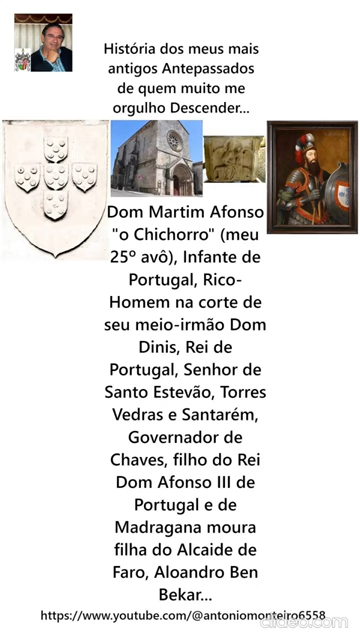 História dos meus mais
antigos Antepassados
de quem muito me
orgulho Descender...
Dom Martim Afonso
"o Chichorro" (meu
25º avô), Infante de
Portugal, Rico-
Homem na corte de
seu meio-irmão Dom
Dinis, Rei de
Portugal, Senhor de
Santo Estevão, Torres
Vedras e Santarém,
Governador de
Chaves, filho do Rei
Dom Afonso III de
Portugal e de
Madragana moura
filha do Alcaide de
Faro, Aloandro Ben
Bekar...
https://www.youtube.com/@antoniomonteiro6558
clideo.com